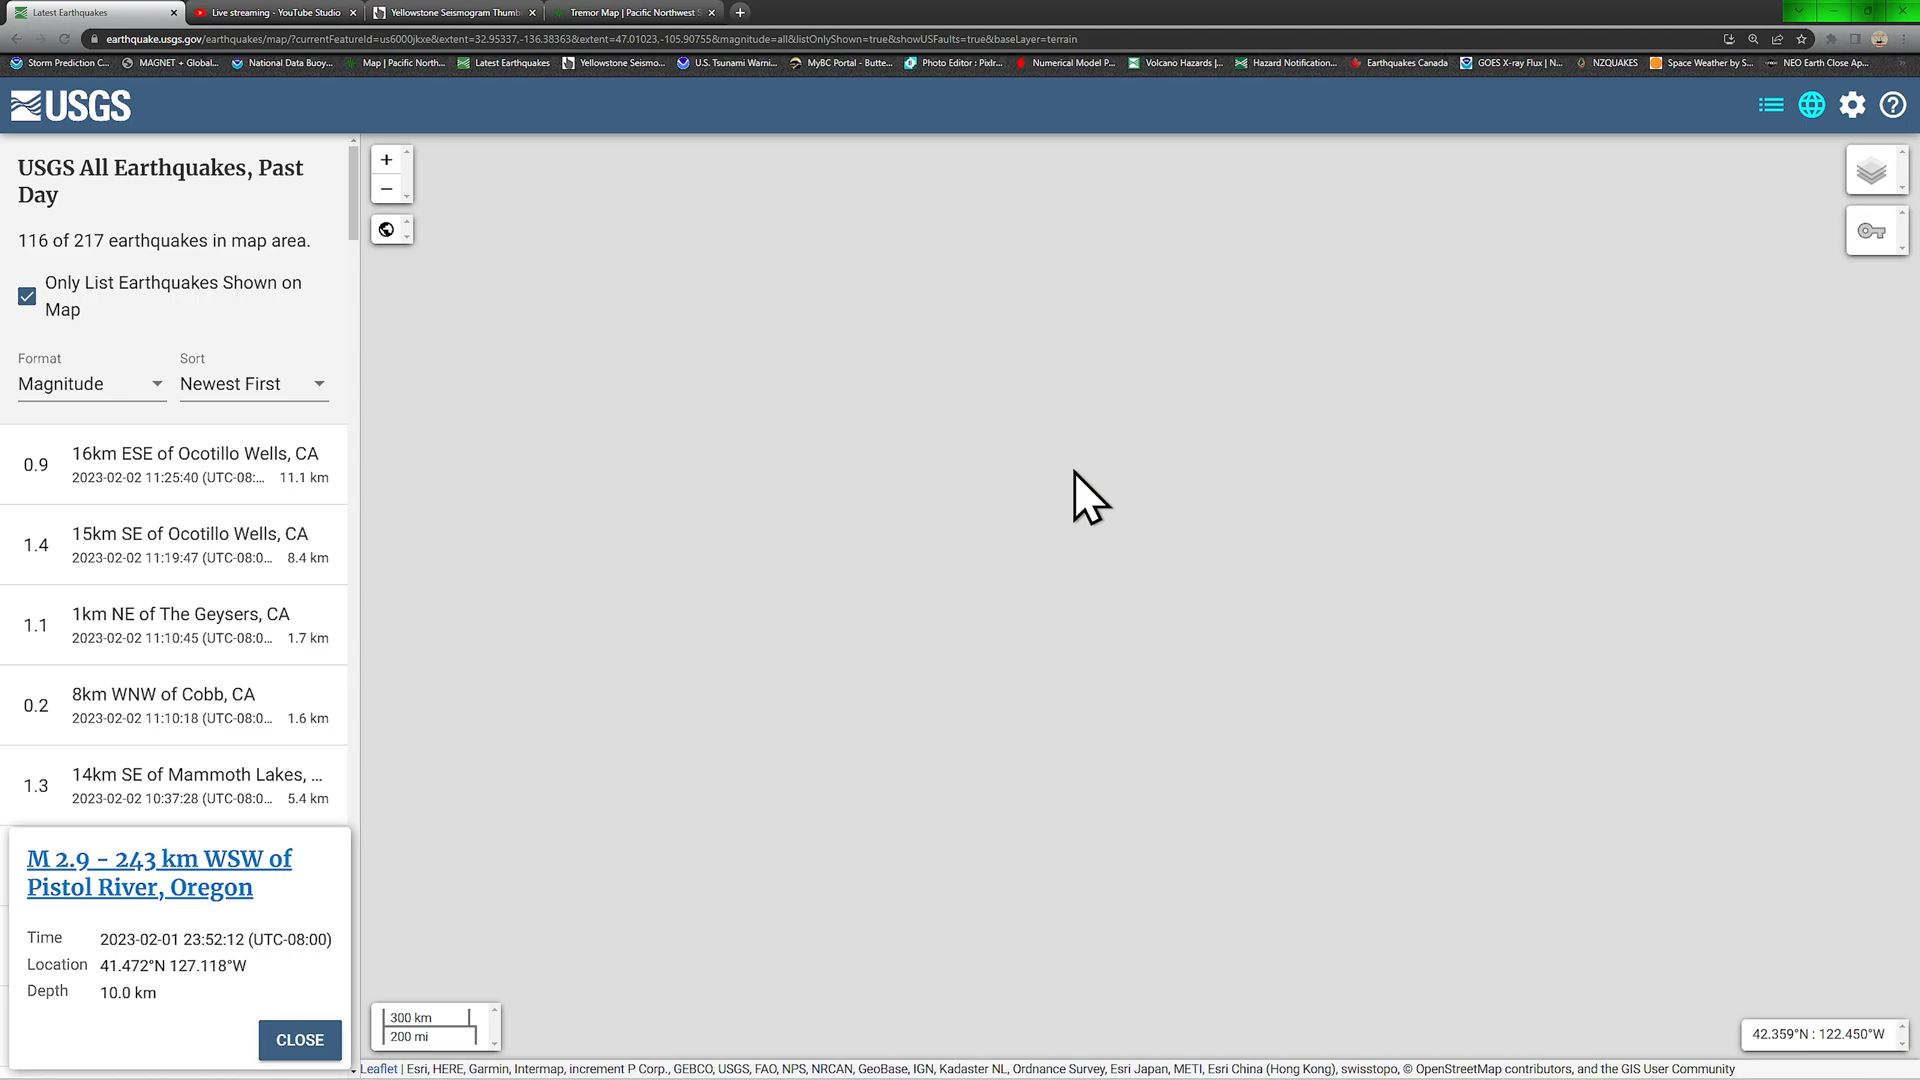 Latest Earthquakes
Live streaming - YouTube Studio
Yellowstone Seismogram Thumb
Tremor Map | Pacific Northwest S
earthquake.usgs.gov/earthquakes/map/?currentFeatureId=us6000jkxe&extent=32.95337,-136.38363&extent=47.01023,-105.90755&magnitude=all&listOnlyShown=true&showUSFaults=true&baseLayer=terrain
Storm Prediction C...
MAGNET + Global...
National Data Buoy...
Map | Pacific North...
Latest Earthquakes
Yellowstone Seismo...
U.S. Tsunami Warni...
MyBC Portal - Butte...
Photo Editor : Pixlr...
Numerical Model P...
Volcano Hazards |...
Hazard Notification...
Earthquakes Canada
GOES X-ray Flux | N...
NZQUAKES
Space Weather by S...
NEO Earth Close Ap...
USGS
USGS All Earthquakes, Past
Day
116 of 217 earthquakes in map area.
Only List Earthquakes Shown on
Map
Format
Sort
Magnitude
Newest First
0.9
16km ESE of Ocotillo Wells, CA
2023-02-02 11:25:40 (UTC-08:... 11.1 km
1.4
15km SE of Ocotillo Wells, CA
2023-02-02 11:19:47 (UTC-08:0... 8.4 km
1.1
1km NE of The Geysers, CA
2023-02-02 11:10:45 (UTC-08:0... 1.7 km
0.2
8km WNW of Cobb, CA
2023-02-02 11:10:18 (UTC-08:0... 1.6 km
1.3
14km SE of Mammoth Lakes, ...
2023-02-02 10:37:28 (UTC-08:0... 5.4 km
M 2.9 - 243 km WSW of
Pistol River, Oregon
Time 2023-02-01 23:52:12 (UTC-08:00)
Location 41.472°N 127.118°W
Depth 10.0 km
CLOSE
300 km
200 mi
42.359°N : 122.450°W
Leaflet | Esri, HERE, Garmin, Intermap, increment P Corp., GEBCO, USGS, FAO, NPS, NRCAN, GeoBase, IGN, Kadaster NL, Ordnance Survey, Esri Japan, METI, Esri China (Hong Kong), swisstopo, © OpenStreetMap contributors, and the GIS User Community